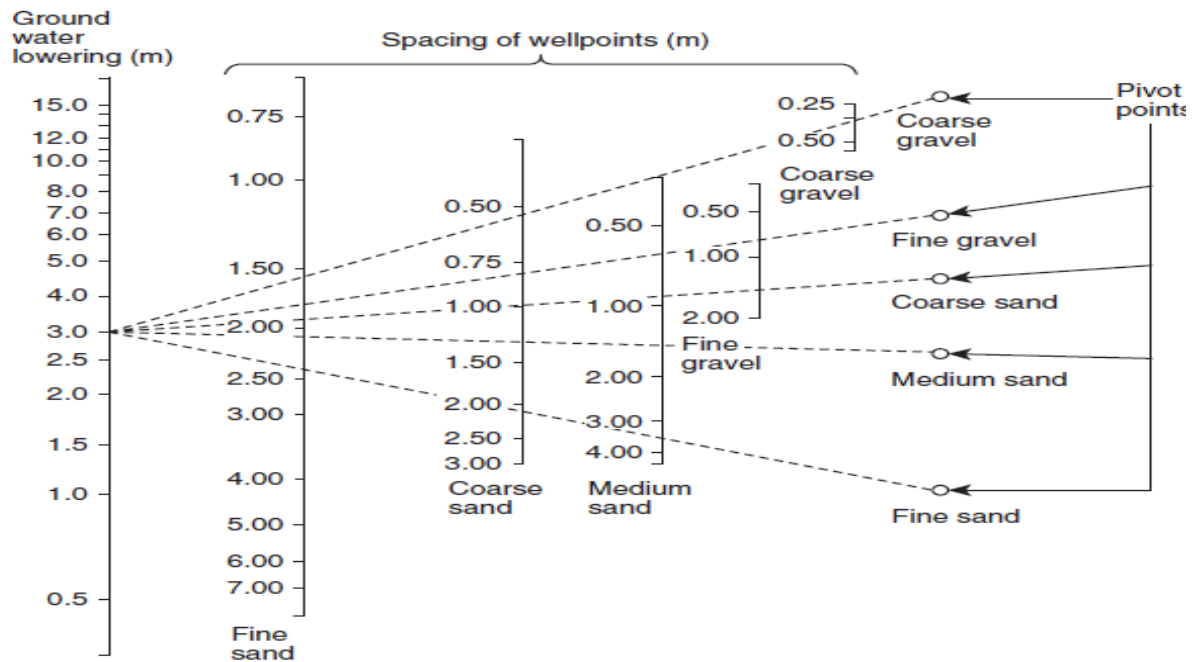 Ground
water
lowering (m)
15.0
12.0
10.0
8.0
7.0
6.0
5.0
4.0
3.0
2.5
2.0
1.5
1.0
0.5
Spacing of wellpoints (m)
0.75
1.00
1.50
2.00
2.50
3.00
4.00
5.00
6.00
7.00
Fine
sand
0.50
0.75
1.00
1.50
2.00
2.50
3.00
Coarse
sand
0.50
1.00
2.00
3.00
4.00
Medium
sand
0.50
1.00
2.00
Fine
gravel
0.25
0.50
Coarse
gravel
Pivot
points
Coarse
gravel
Fine gravel
Coarse sand
Medium sand
Fine sand